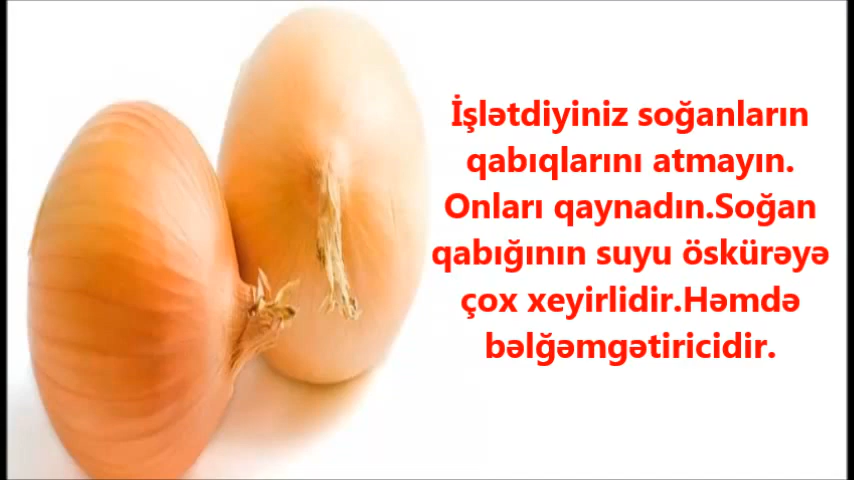 İşlətdiyiniz soğanların
qabıqlarını atmayın.
Onları qaynadın.Soğan
qabığının suyu öskürəyə
çox xeyirlidir.Həmdə
bəlğəmgətiricidir.